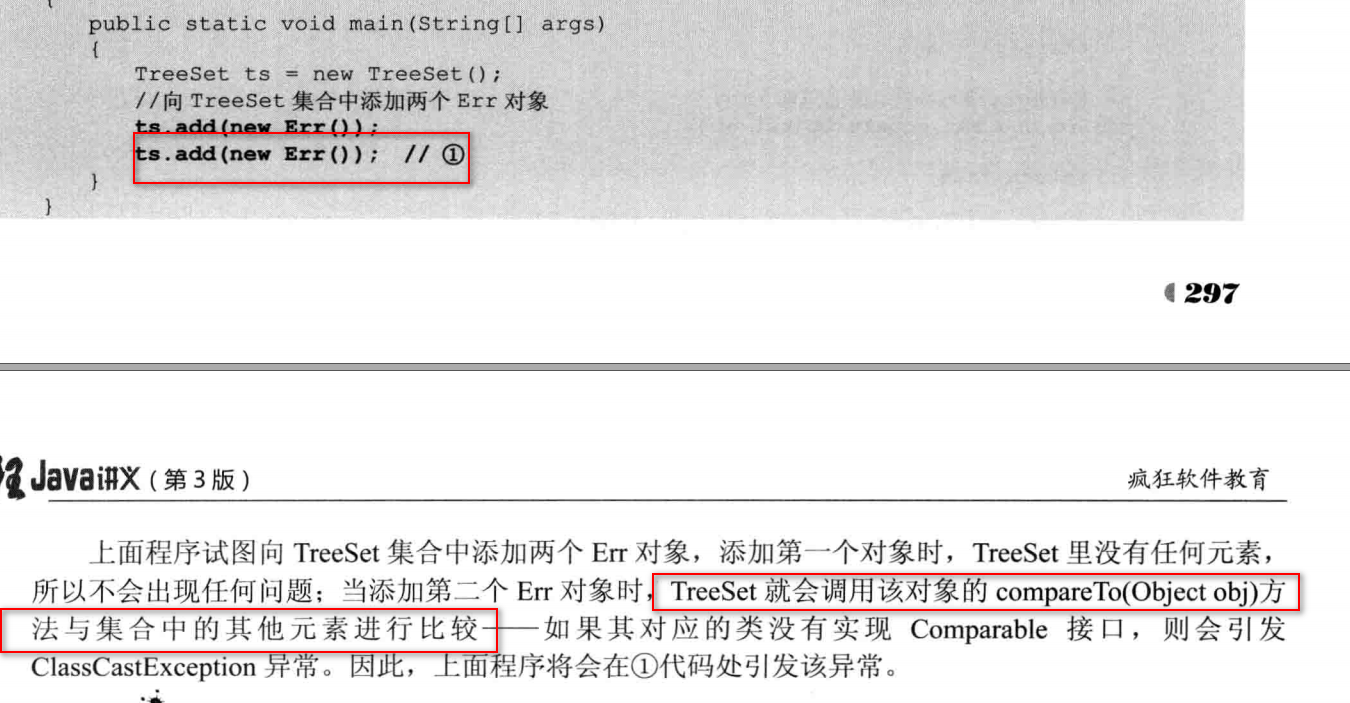 {
public static void main(String[] args)
{
TreeSet ts = new TreeSet();
//向 TreeSet 集合中添加两个 Err 对象
ts.add(new Err());
ts.add(new Err()); // ①
}
}
297
Java讲义(第3版)
疯狂软件教育
上面程序试图向 TreeSet 集合中添加两个 Err 对象,添加第一个对象时,TreeSet 里没有任何元素,
所以不会出现任何问题;当添加第二个 Err 对象时,TreeSet 就会调用该对象的 compareTo(Object obj)方
法与集合中的其他元素进行比较——如果其对应的类没有实现 Comparable 接口,则会引发
ClassCastException 异常。因此,上面程序将会在①代码处引发该异常。